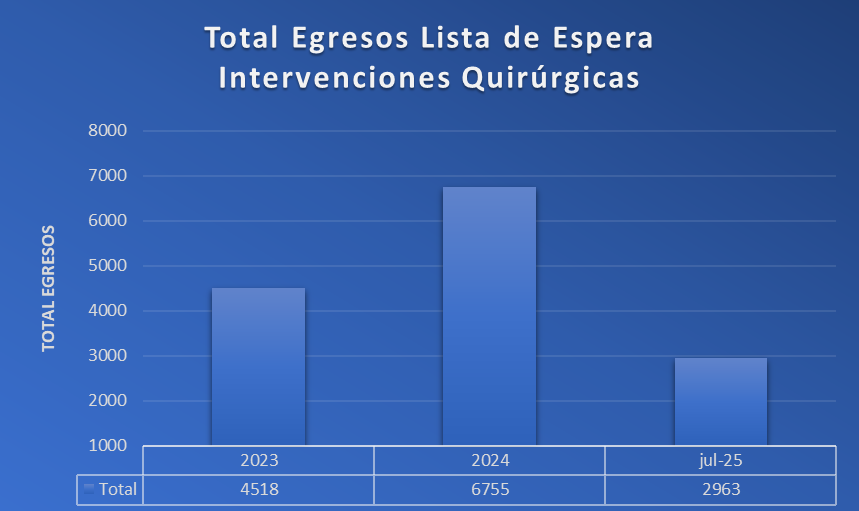 Total Egresos Lista de Espera
Intervenciones Quirúrgicas
TOTAL EGRESOS
8000
7000
6000
5000
4000
3000
2000
1000
2023 2024 jul-25
Total 4518 6755 2963